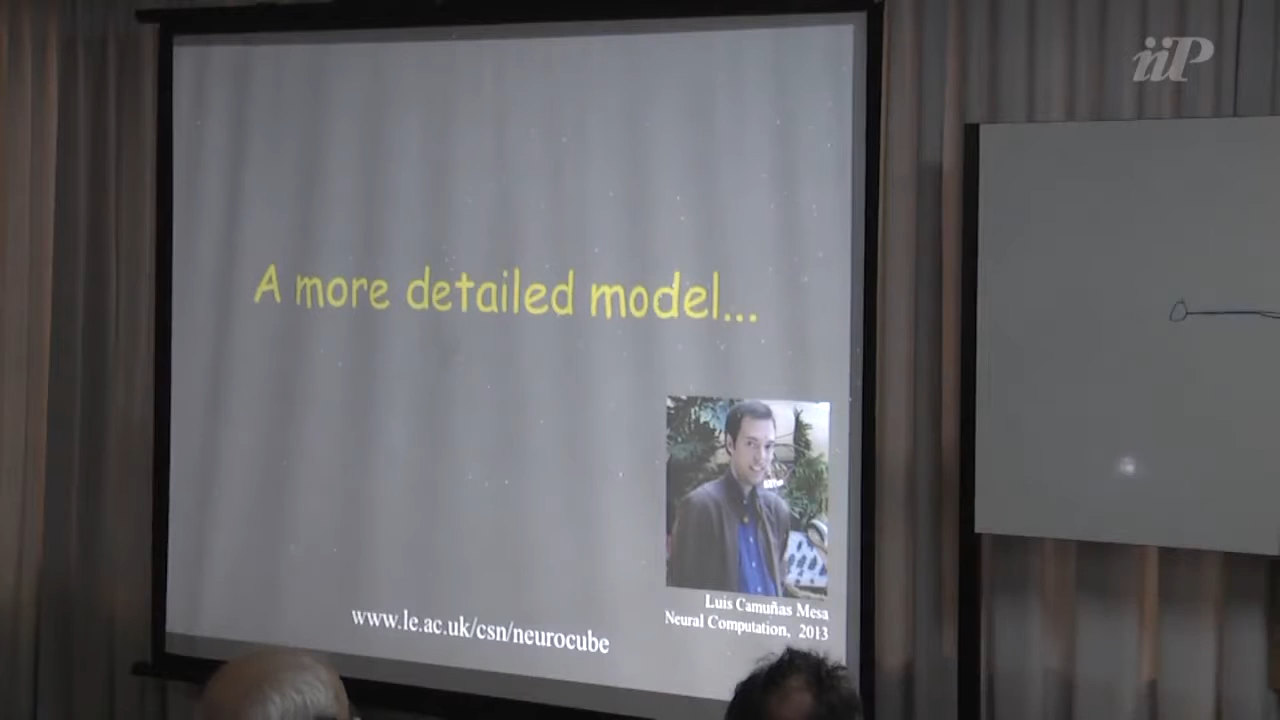 iiP
A more detailed model...
Luis Camuñas Mesa
Neural Computation, 2013
www.le.ac.uk/csn/neurocube